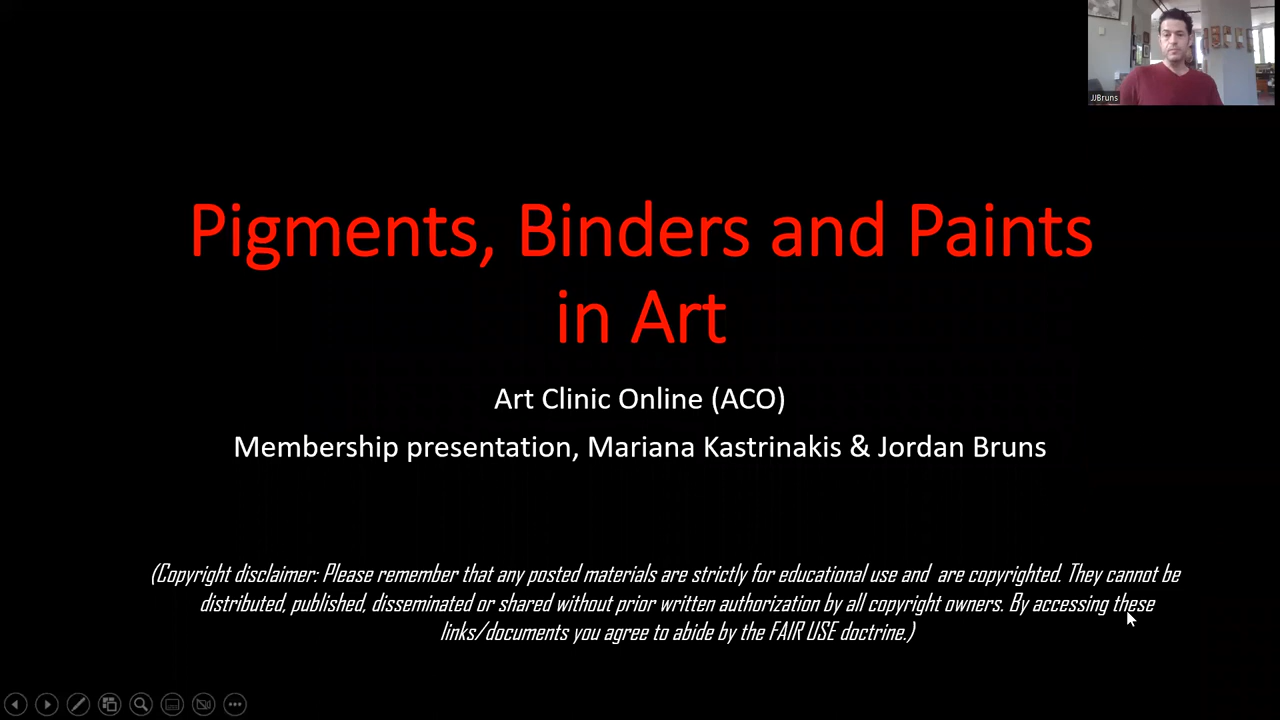 JJBruns
Pigments, Binders and Paints
in Art
Art Clinic Online (ACO)
Membership presentation, Mariana Kastrinakis & Jordan Bruns
(Copyright disclaimer: Please remember that any posted materials are strictly for educational use and are copyrighted. They cannot be
distributed, published, disseminated or shared without prior written authorization by all copyright owners. By accessing these
links/documents you agree to abide by the FAIR USE doctrine.)